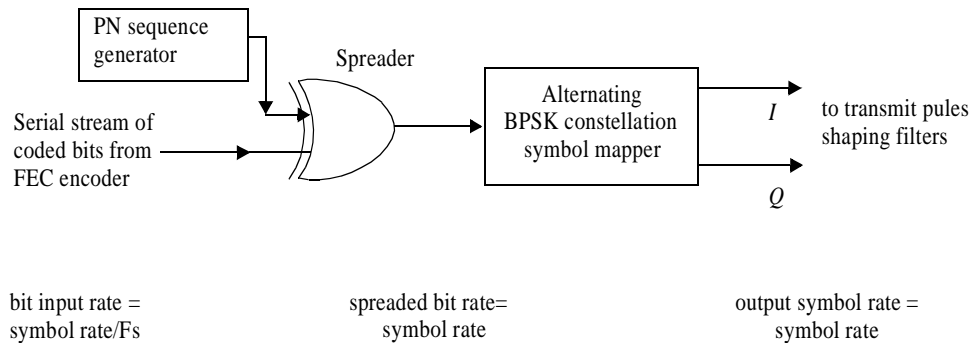 PN sequence
generator
Spreader
Serial stream of
coded bits from
FEC encoder
Alternating
BPSK constellation
symbol mapper
I
Q
to transmit pules
shaping filters
bit input rate =
symbol rate/Fs
spreaded bit rate=
symbol rate
output symbol rate =
symbol rate